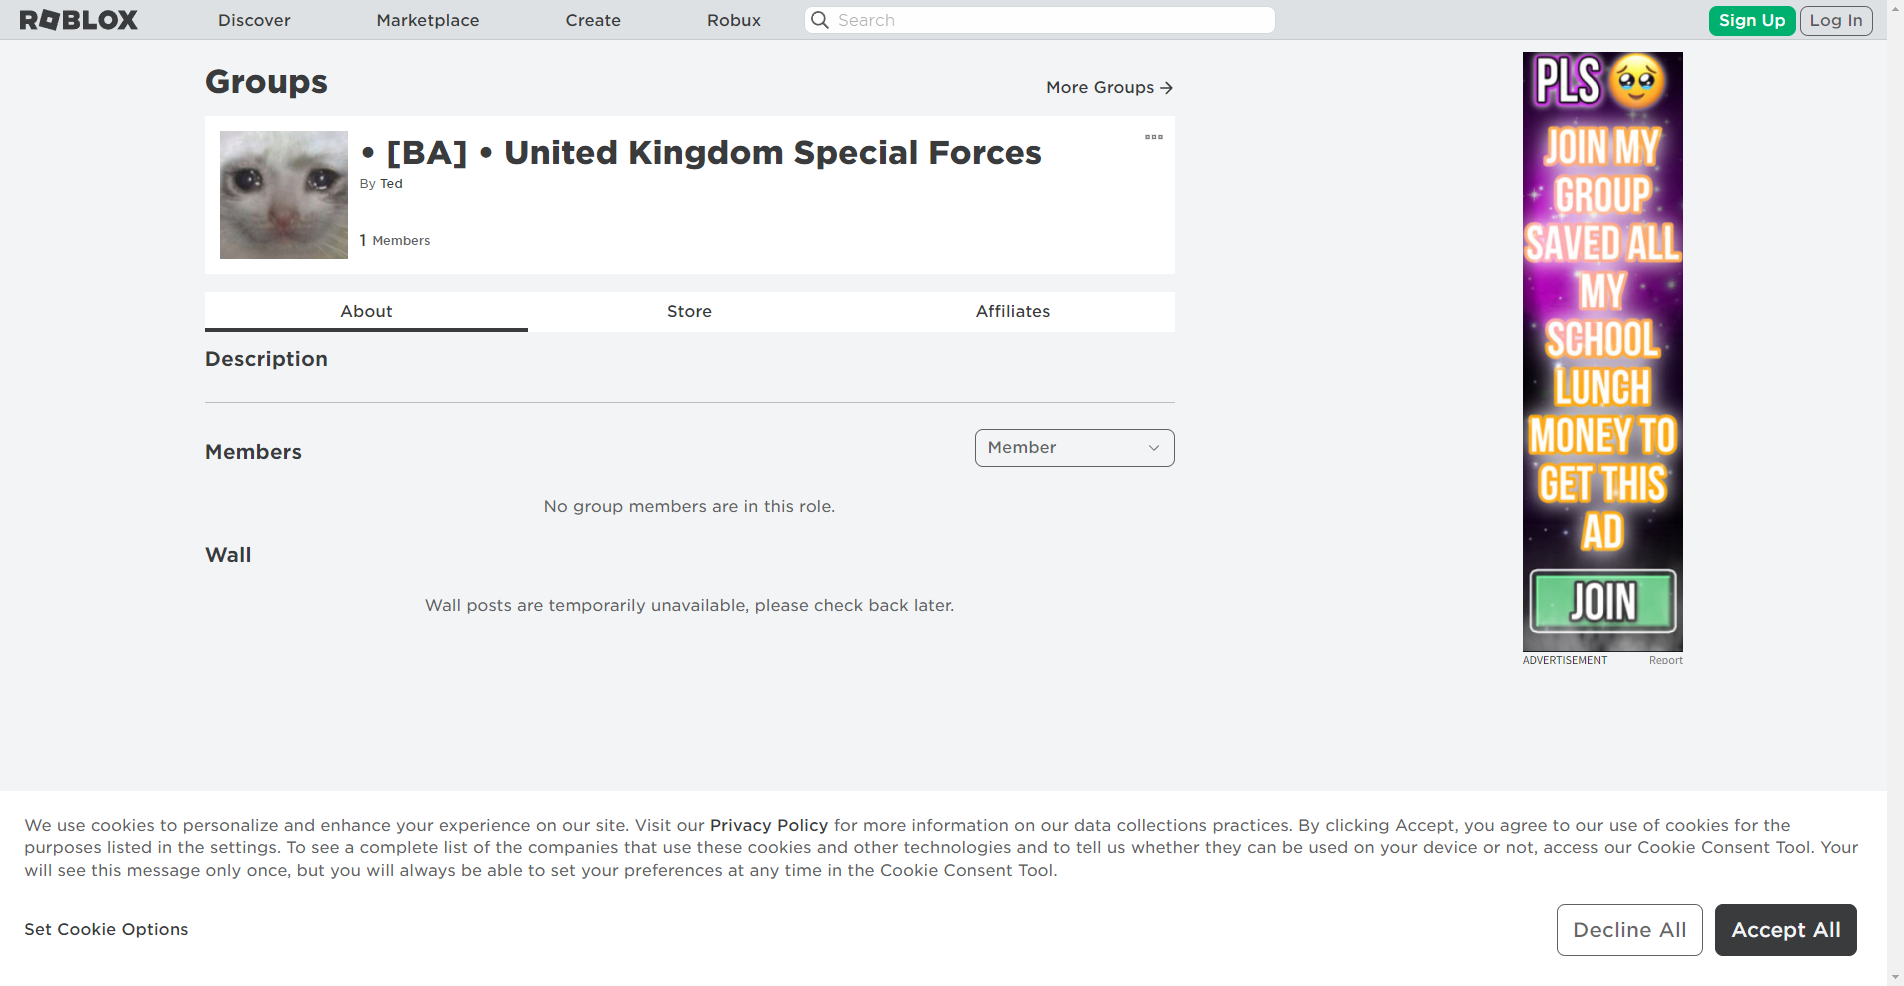 ROBLOX
Discover
Marketplace
Create
Robux
Search
Sign Up
Log In
Groups
More Groups
• [BA] • United Kingdom Special Forces
By Ted
1 Members
About
Store
Affiliates
Description
Members
Member
No group members are in this role.
Wall
Wall posts are temporarily unavailable, please check back later.
PLS
JOIN MY
GROUP
SAVED ALL
MY
SCHOOL
LUNCH
MONEY TO
GET THIS
AD
JOIN
ADVERTISEMENT
Report
We use cookies to personalize and enhance your experience on our site. Visit our Privacy Policy for more information on our data collections practices. By clicking Accept, you agree to our use of cookies for the
purposes listed in the settings. To see a complete list of the companies that use these cookies and other technologies and to tell us whether they can be used on your device or not, access our Cookie Consent Tool. Your
will see this message only once, but you will always be able to set your preferences at any time in the Cookie Consent Tool.
Set Cookie Options
Decline All
Accept All